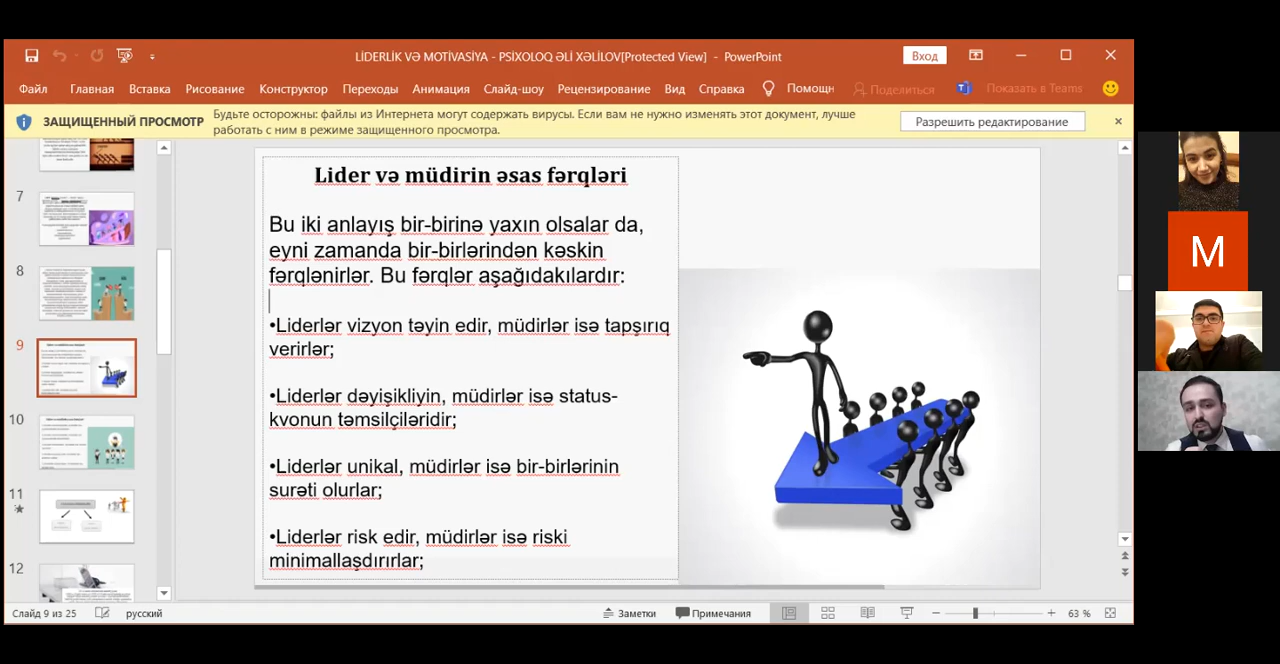 LİDERLİK VƏ MOTİVASİYA - PSİXOLOQ ƏLİ XƏLİLOV[Protected View] - PowerPoint
Вход
Файл Главная Вставка Рисование Конструктор Переходы Анимация Слайд-шоу Рецензирование Вид Справка Помощн Поделиться Показать в Teams
ЗАЩИЩЕННЫЙ ПРОСМОТР
Будьте осторожны: файлы из Интернета могут содержать вирусы. Если вам не нужно изменять этот документ, лучше
работать с ним в режиме защищенного просмотра.
Разрешить редактирование
7
8
9
10
11
12
Lider və müdirin əsas fərqləri
Bu iki anlayış bir-birinə yaxın olsalar da,
eyni zamanda bir-birlərindən kəskin
fərqlənirlər. Bu fərqlər aşağıdakılardır:
•Liderlər vizyon təyin edir, müdirlər isə tapşırıq
verirlər;
•Liderlər dəyişikliyin, müdirlər isə status-
kvonun təmsilçiləridir;
•Liderlər unikal, müdirlər isə bir-birlərinin
surəti olurlar;
•Liderlər risk edir, müdirlər isə riski
minimallaşdırırlar;
M
Слайд 9 из 25 русский Заметки Примечания 63 %